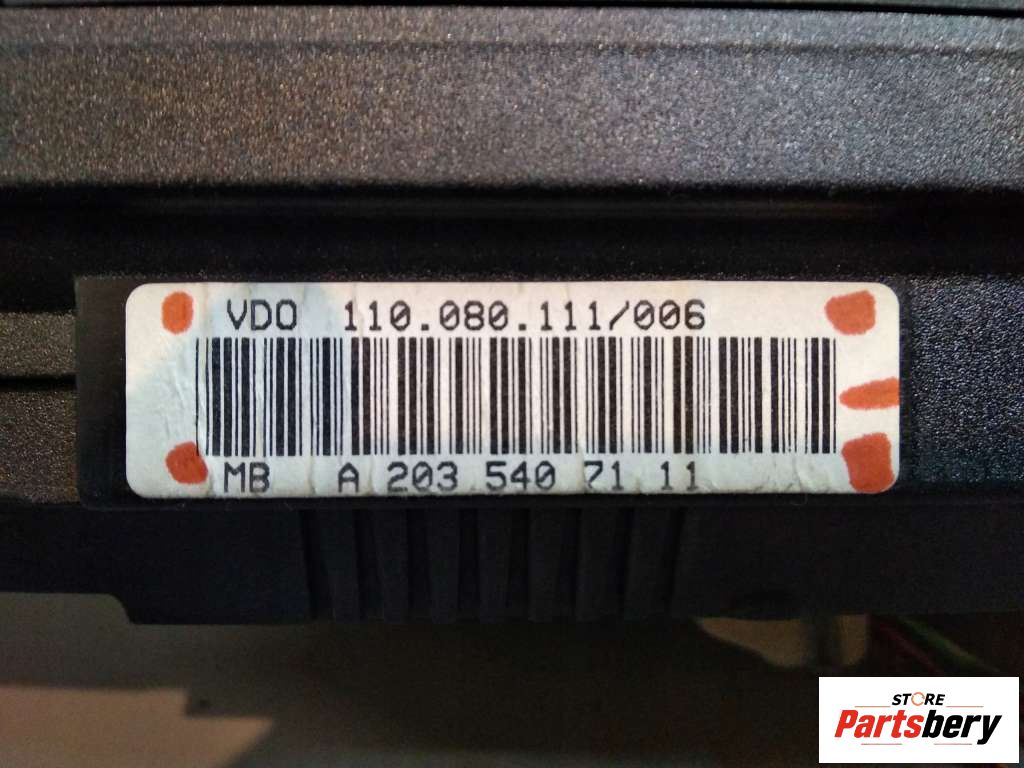 VDO 110.080.111/006
MB A 203 540 71 11
STORE
Partsbery